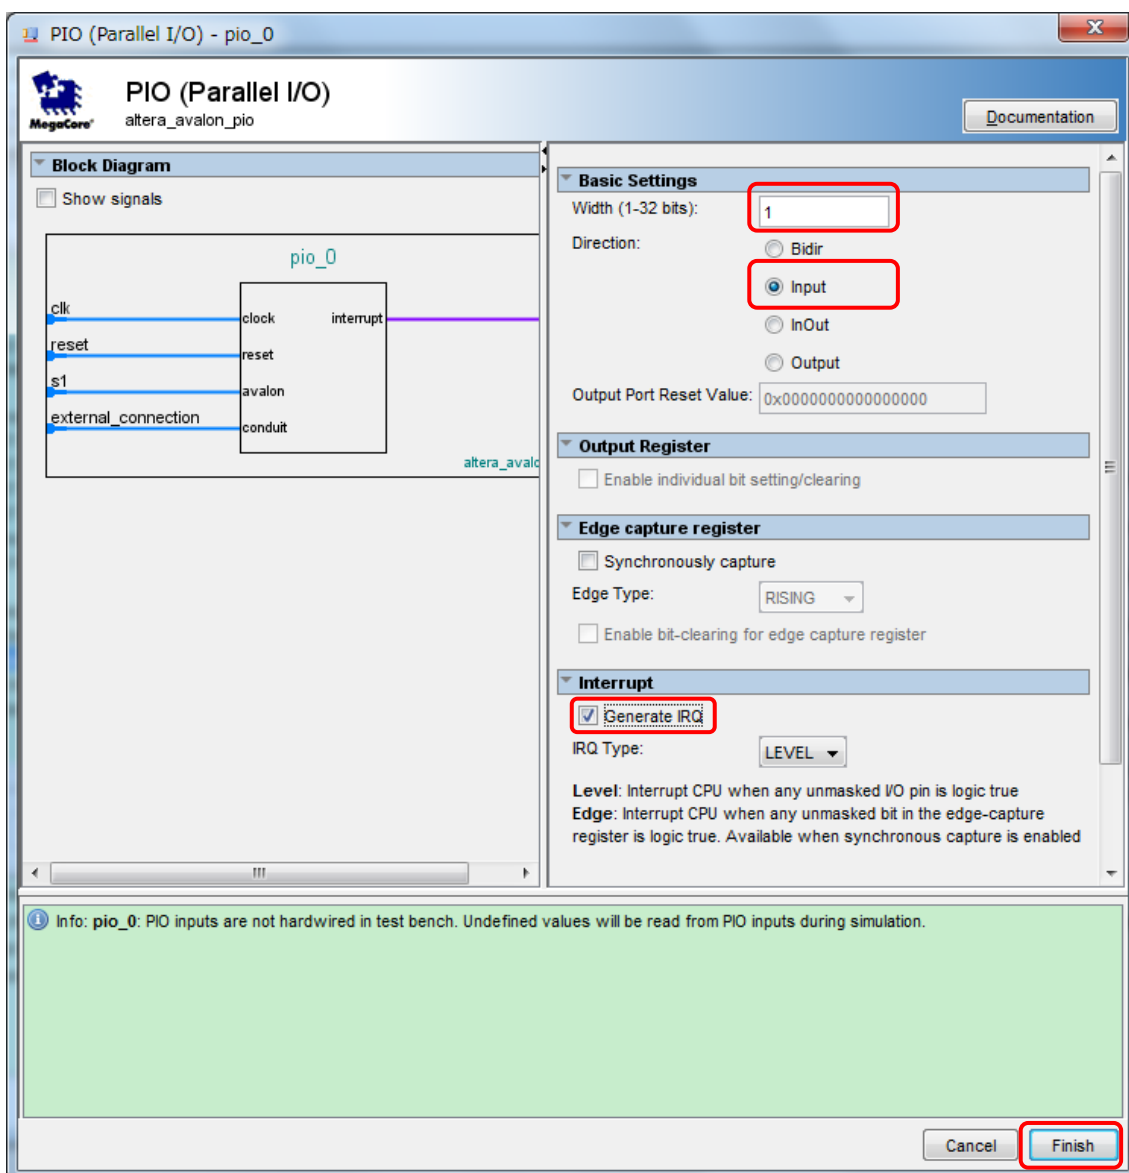 PIO (Parallel I/O) - pio_0
PIO (Parallel I/O)
altera_avalon_pio
MegaCore®
Documentation
Block Diagram
Show signals
pio_0
clk
clock
interrupt
reset
reset
s1
avalon
external_connection
conduit
altera_avalo
Basic Settings
Width (1-32 bits):
1
Direction:
Bidir
Input
InOut
Output
Output Port Reset Value:
0x0000000000000000
Output Register
Enable individual bit setting/clearing
Edge capture register
Synchronously capture
Edge Type:
RISING
Enable bit-clearing for edge capture register
Interrupt
Generate IRQ
IRQ Type:
LEVEL
Level: Interrupt CPU when any unmasked I/O pin is logic true
Edge: Interrupt CPU when any unmasked bit in the edge-capture
register is logic true. Available when synchronous capture is enabled
Info: pio_0: PIO inputs are not hardwired in test bench. Undefined values will be read from PIO inputs during simulation.
Cancel
Finish